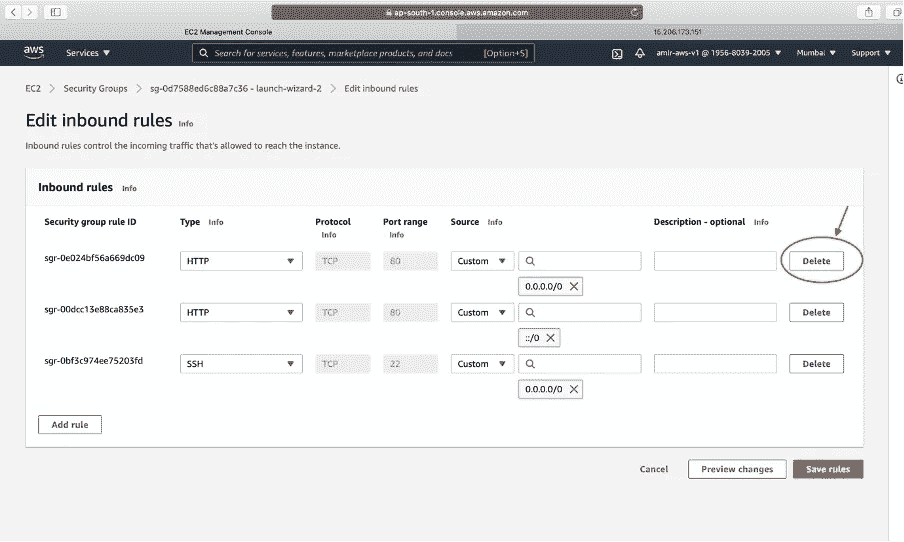 ap-south-1.console.aws.amazon.com
EC2 Management Console
15.206.173.151
aws Services Search for services, features, marketplace products, and docs [Option+S] amir-aws-v1 @ 1956-8039-2005 Mumbai Support
EC2 > Security Groups > sg-0d7588ed6c88a7c36 - launch-wizard-2 > Edit inbound rules
Edit inbound rules Info
Inbound rules control the incoming traffic that's allowed to reach the instance.
Inbound rules Info
Security group rule ID Type Info Protocol Info Port range Info Source Info Description - optional Info
sgr-0e024bf56a669dc09 HTTP TCP 80 Custom Delete
0.0.0.0/0
sgr-00dcc13e88ca835e3 HTTP TCP 80 Custom Delete
::/0
sgr-0bf3c974ee75203fd SSH TCP 22 Custom Delete
0.0.0.0/0
Add rule
Cancel Preview changes Save rules